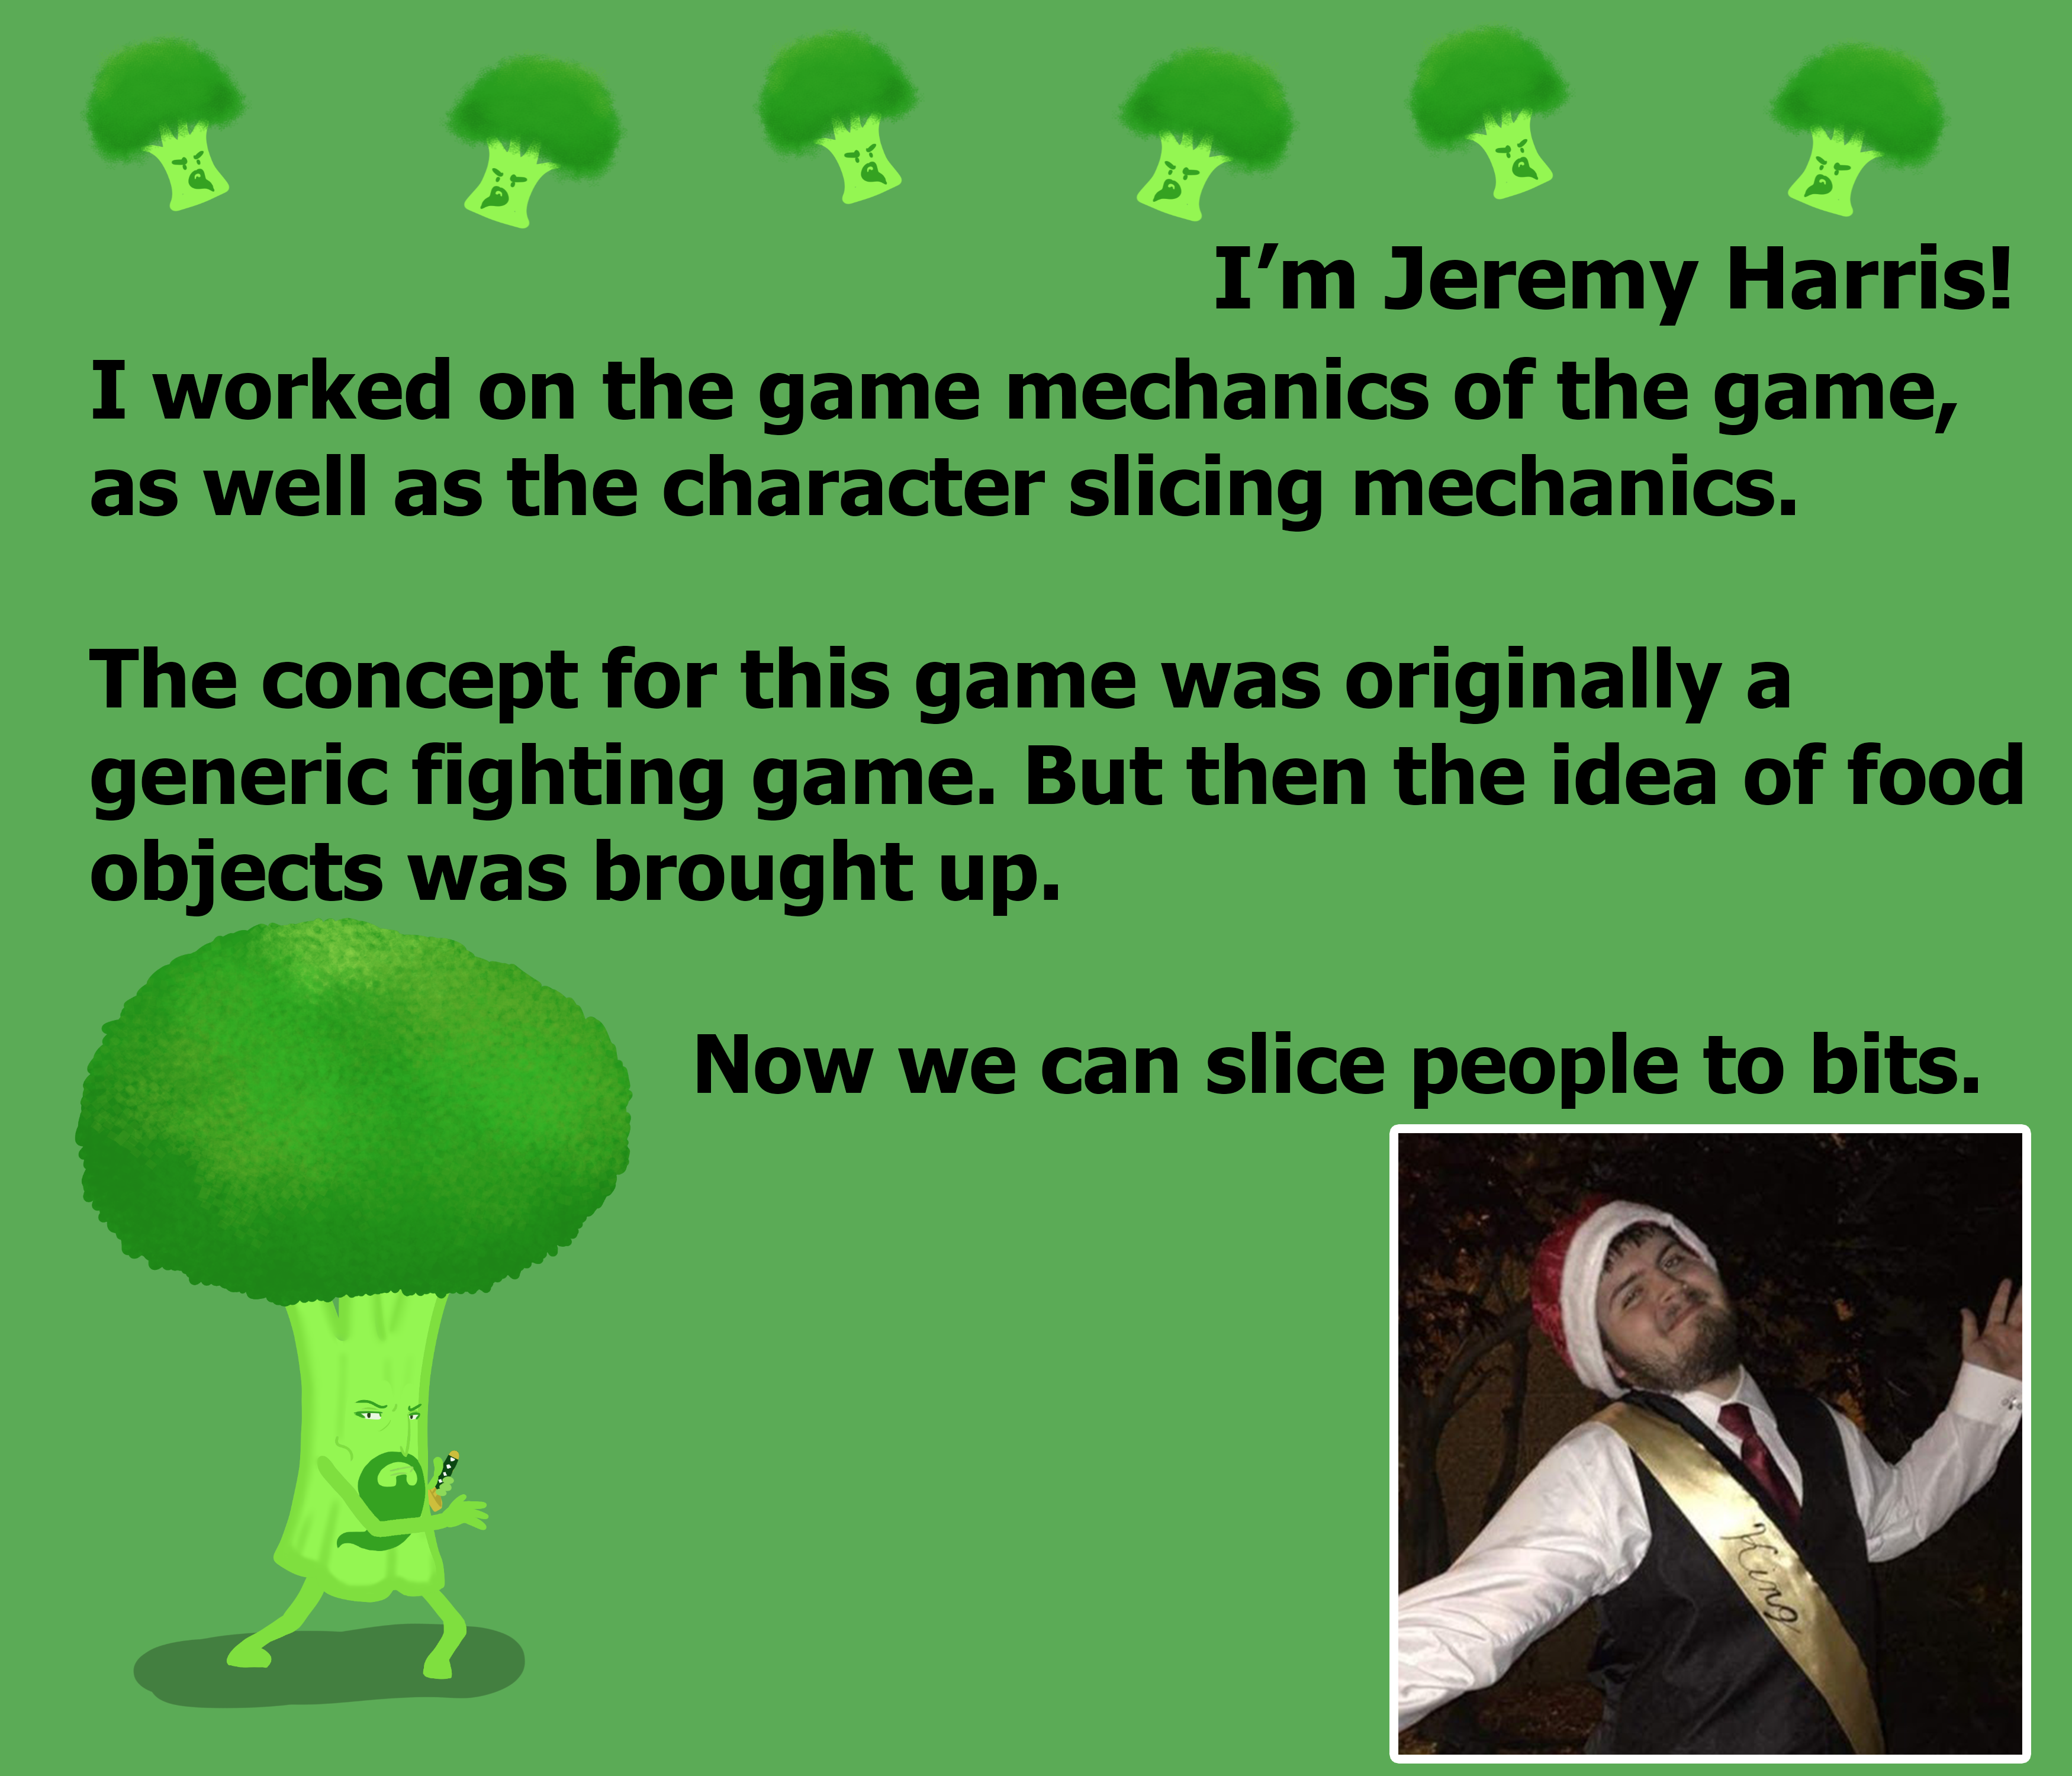 I’m Jeremy Harris!
I worked on the game mechanics of the game,
as well as the character slicing mechanics.
The concept for this game was originally a
generic fighting game. But then the idea of food
objects was brought up.
Now we can slice people to bits.
King